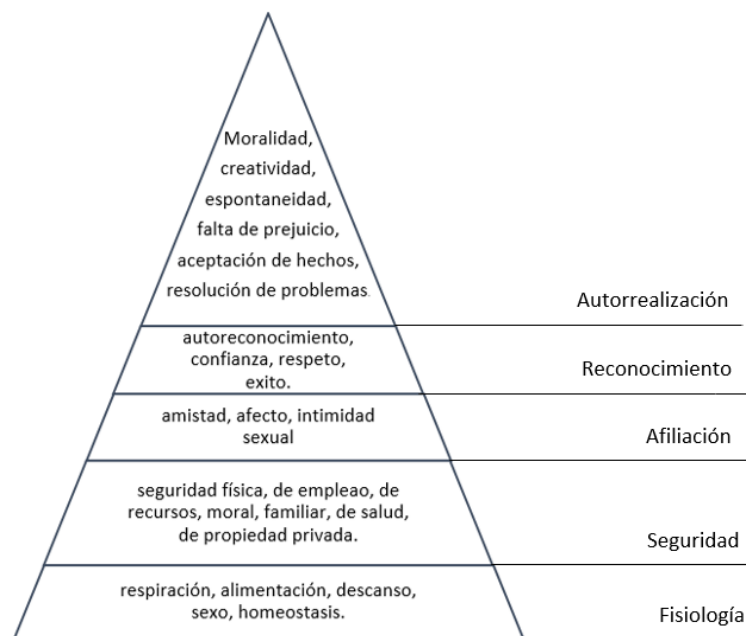 Moralidad,
creatividad,
espontaneidad,
falta de prejuicio,
aceptación de hechos,
resolución de problemas.
Autorrealización
autoreconocimiento,
confianza, respeto,
exito.
Reconocimiento
amistad, afecto, intimidad
sexual
Afiliación
seguridad física, de empleao, de
recursos, moral, familiar, de salud,
de propiedad privada.
Seguridad
respiración, alimentación, descanso,
sexo, homeostasis.
Fisiología